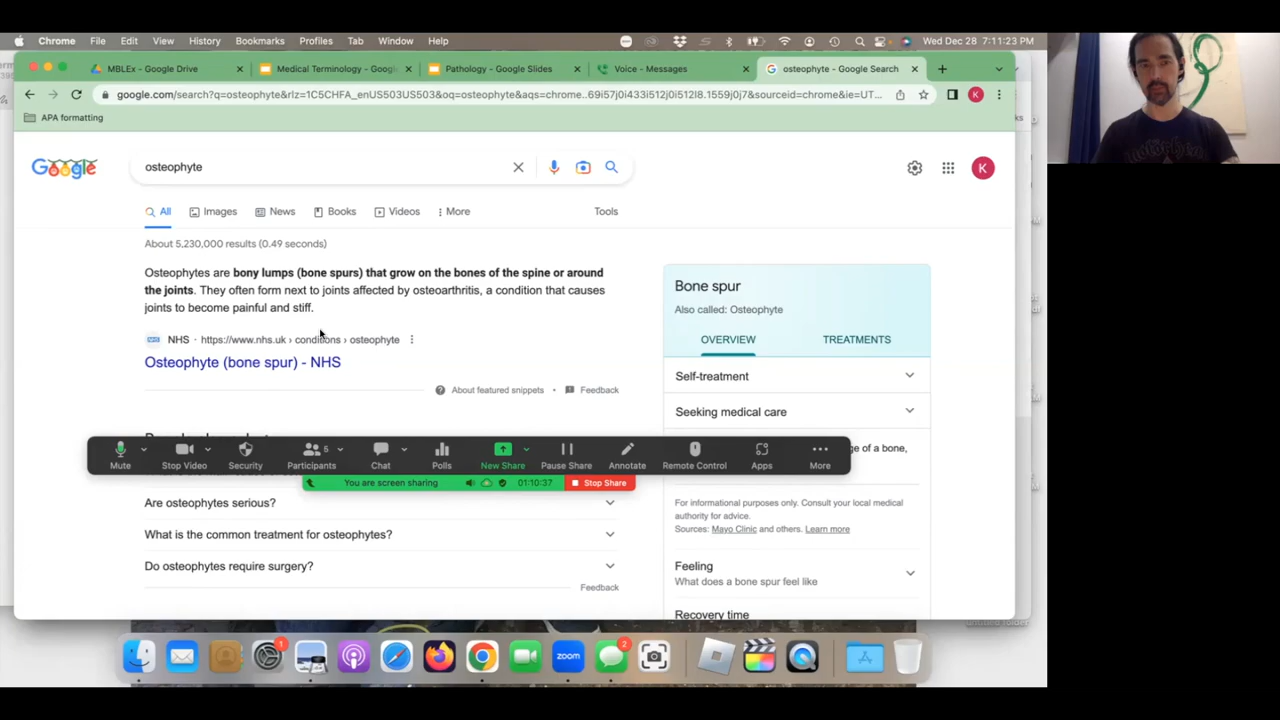 Chrome File Edit View History Bookmarks Profiles Tab Window Help Wed Dec 28 7:11:23 PM
MBLEx - Google Drive Medical Terminology - Googl Pathology - Google Slides Voice - Messages osteophyte - Google Search
google.com/search?q=osteophyte&rlz=1C5CHFA_enUS503US503&oq=osteophyte&aqs=chrome..69i57j0i433i512j0i512l8.1559j0j7&sourceid=chrome&ie=UT... K
APA formatting
Google osteophyte K
All Images News Books Videos More Tools
About 5,230,000 results (0.49 seconds)
Osteophytes are bony lumps (bone spurs) that grow on the bones of the spine or around
the joints. They often form next to joints affected by osteoarthritis, a condition that causes
joints to become painful and stiff.
NHS · https://www.nhs.uk › conditions › osteophyte
Osteophyte (bone spur) - NHS
About featured snippets • Feedback
Mute Stop Video Security Participants 5 Chat Polls New Share Pause Share Annotate Remote Control Apps More
You are screen sharing 01:10:37 Stop Share
Are osteophytes serious?
What is the common treatment for osteophytes?
Do osteophytes require surgery?
Feedback
Bone spur
Also called: Osteophyte
OVERVIEW TREATMENTS
Self-treatment
Seeking medical care
ge of a bone,
For informational purposes only. Consult your local medical
authority for advice.
Sources: Mayo Clinic and others. Learn more
Feeling
What does a bone spur feel like
Recovery time
untitled folder
1 zoom 2